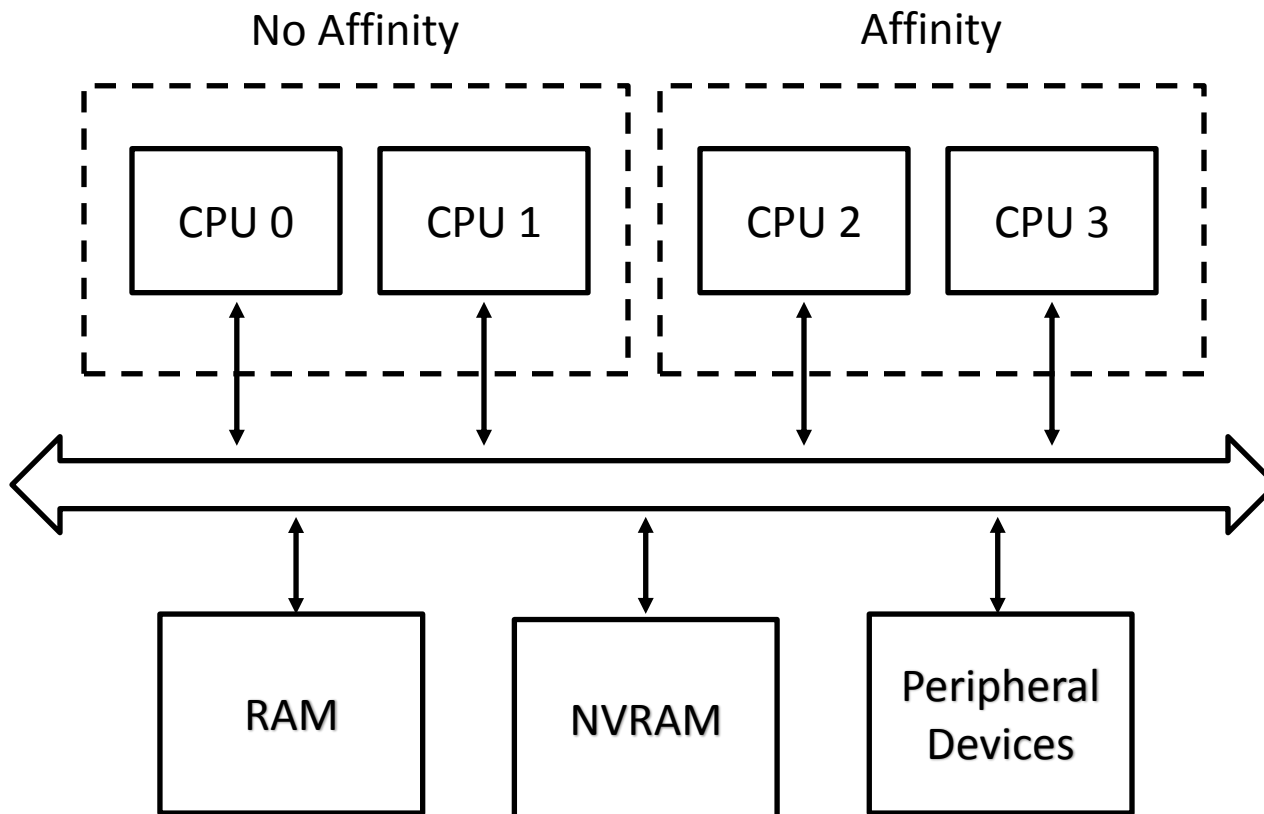 No Affinity
Affinity
CPU 0
CPU 1
CPU 2
CPU 3
RAM
NVRAM
Peripheral
Devices